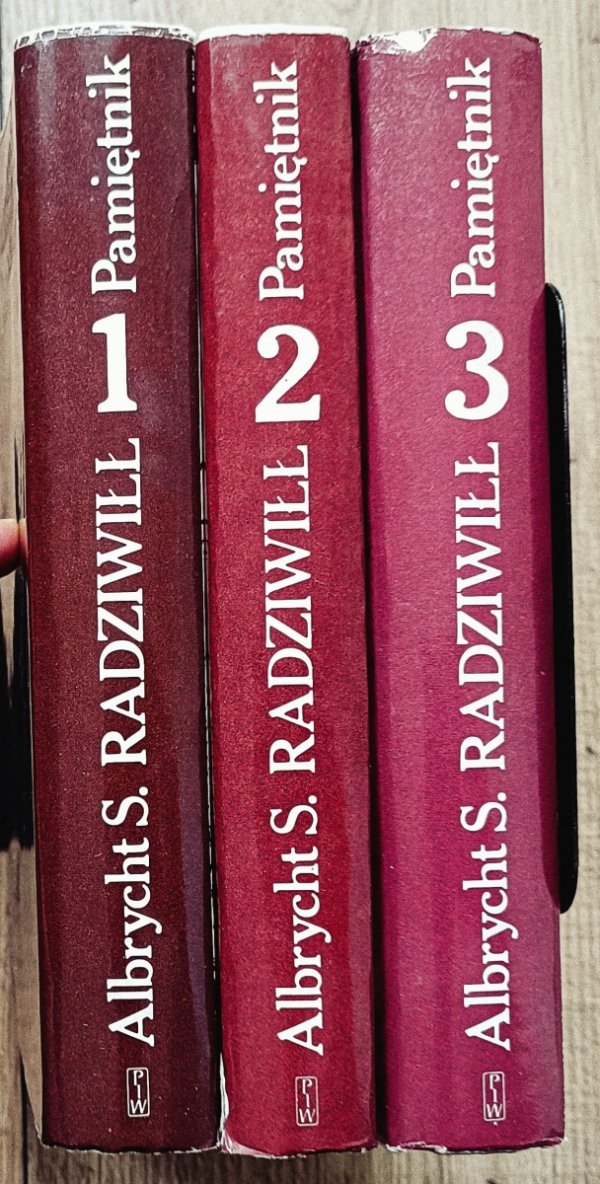 Albrycht S. RADZIWIŁŁ 1 Pamiętnik
PIW
Albrycht S. RADZIWIŁŁ 2 Pamiętnik
PIW
Albrycht S. RADZIWIŁŁ 3 Pamiętnik
PIW